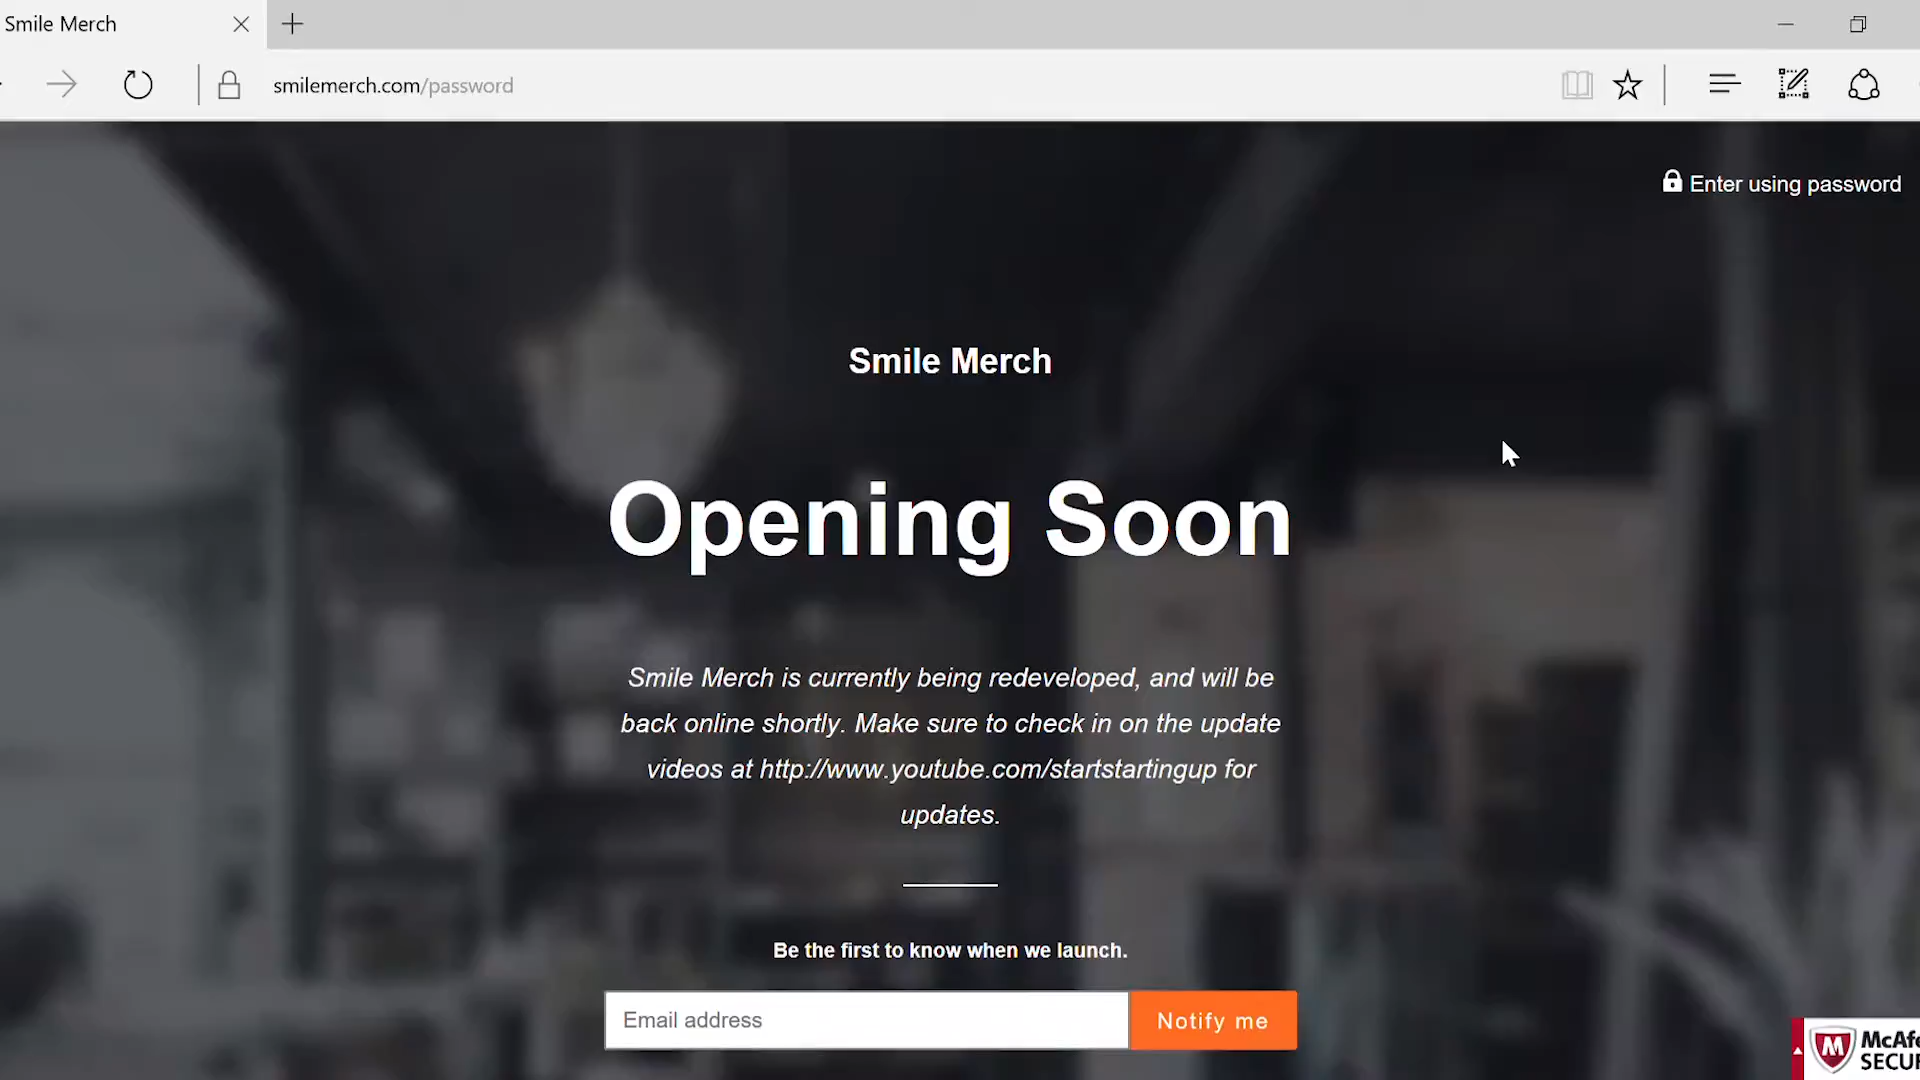 Smile Merch
smilemerch.com/password
Enter using password
Smile Merch
Opening Soon
Smile Merch is currently being redeveloped, and will be
back online shortly. Make sure to check in on the update
videos at http://www.youtube.com/startstartingup for
updates.
Be the first to know when we launch.
Email address
Notify me